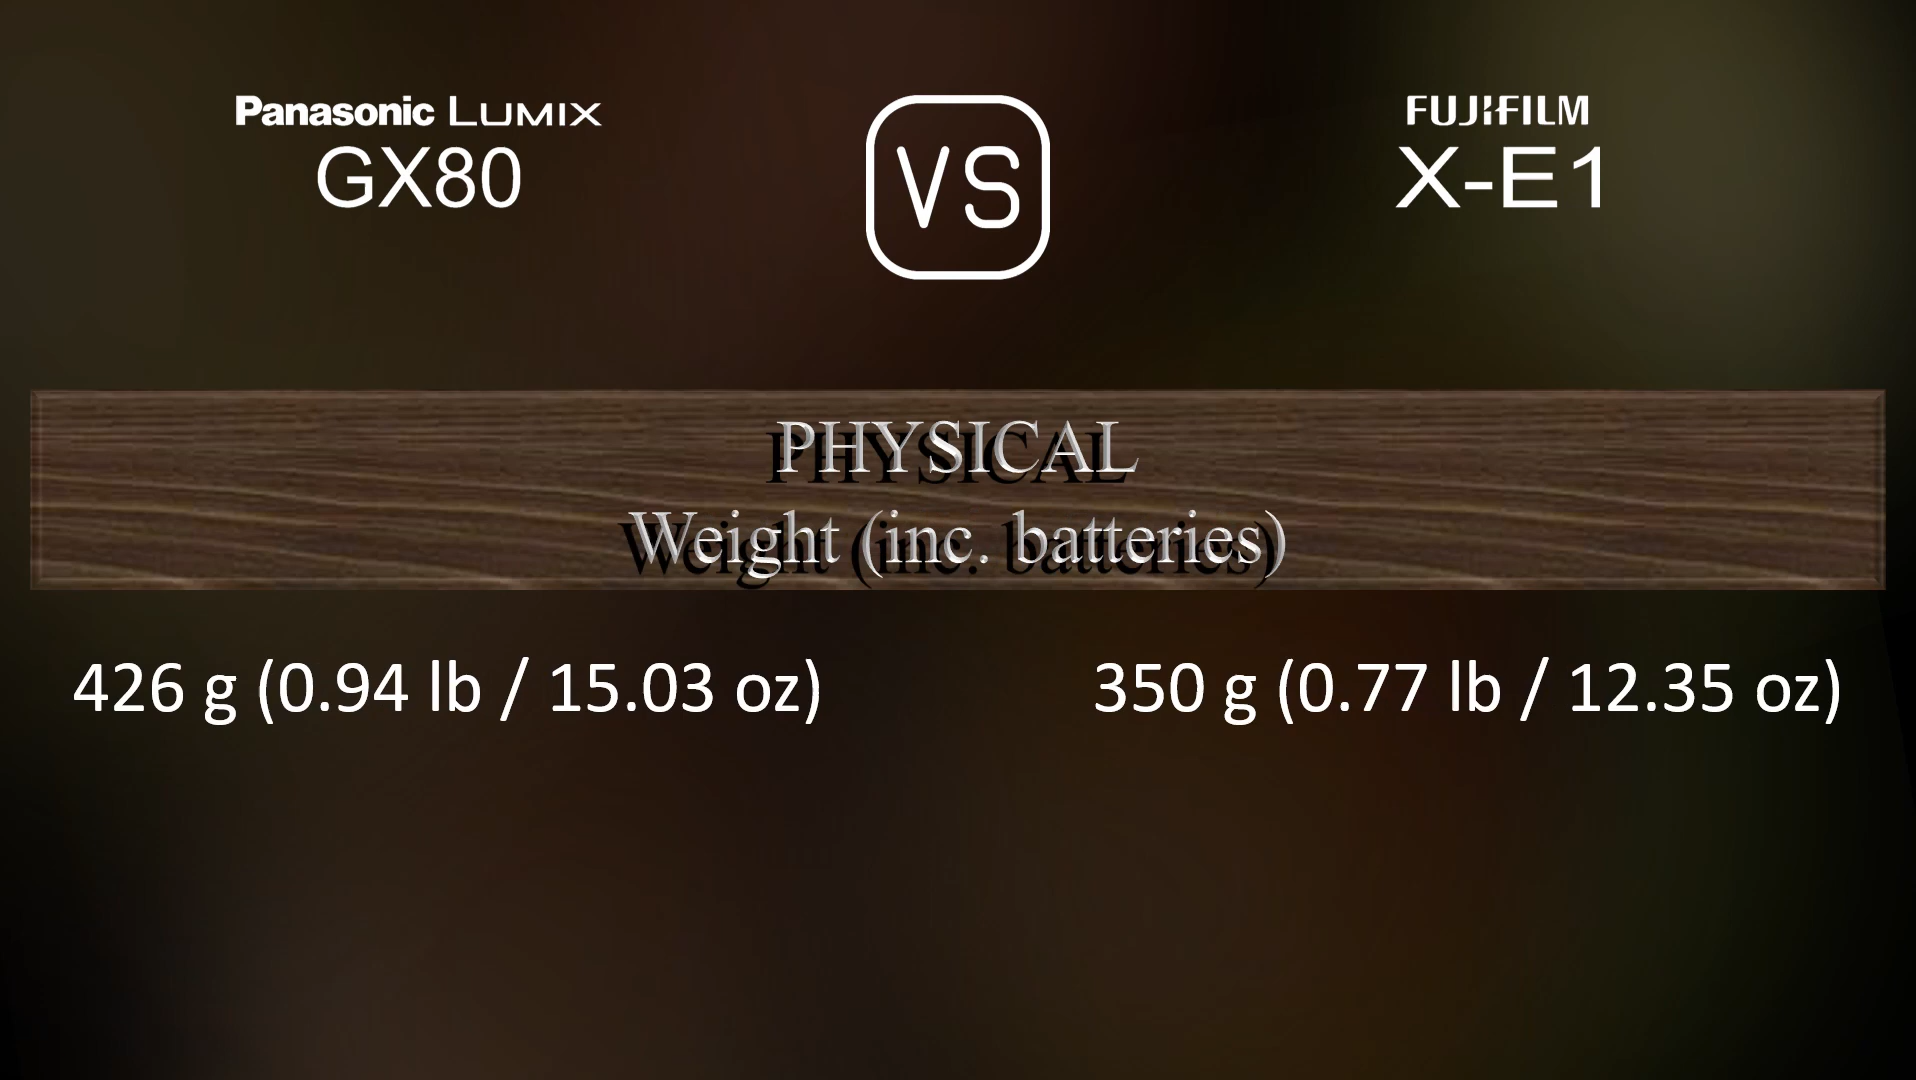 Panasonic LUMIX
GX80
VS
FUJIFILM
X-E1
PHYSICAL
Weight (inc. batteries)
426 g (0.94 lb / 15.03 oz)
350 g (0.77 lb / 12.35 oz)